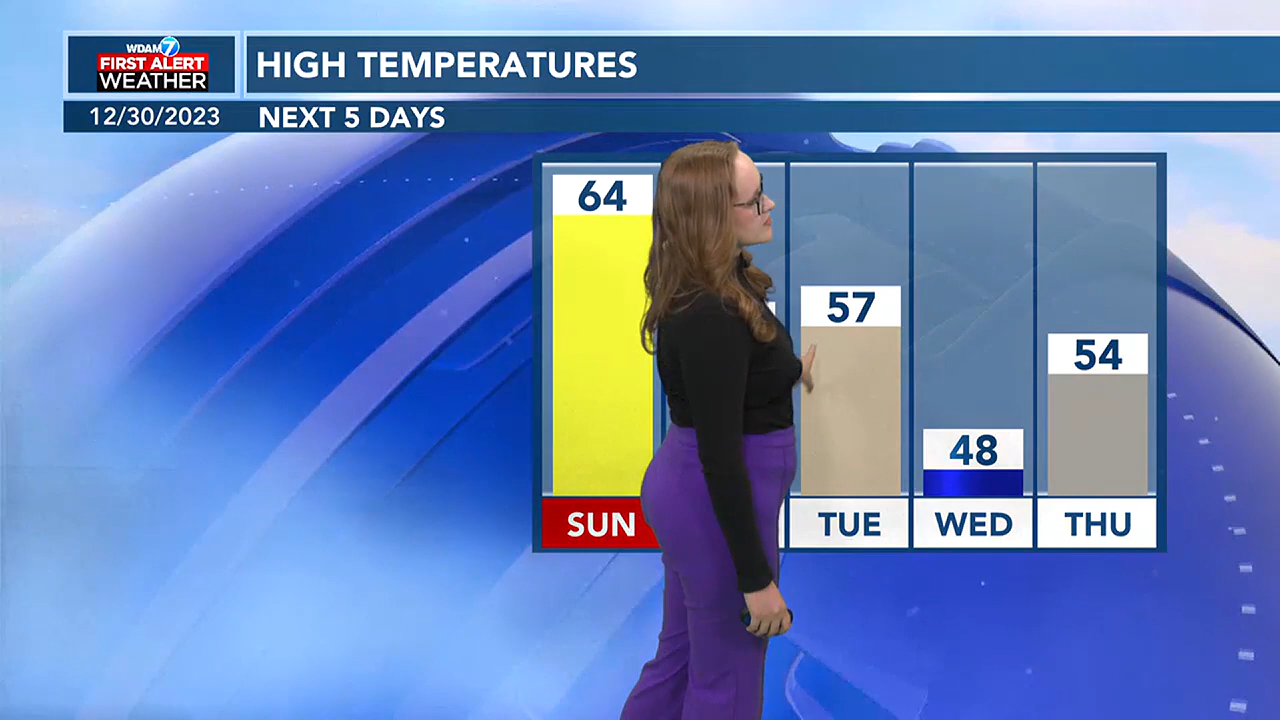 WDAM 7
FIRST ALERT
WEATHER
HIGH TEMPERATURES
12/30/2023
NEXT 5 DAYS
64
57
48
54
SUN
TUE
WED
THU